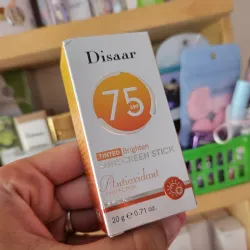 Disaar
75 SPF
TINTED brighten
SUNSCREEN STICK
Antioxidant
20 g ℮ 0.71 oz.